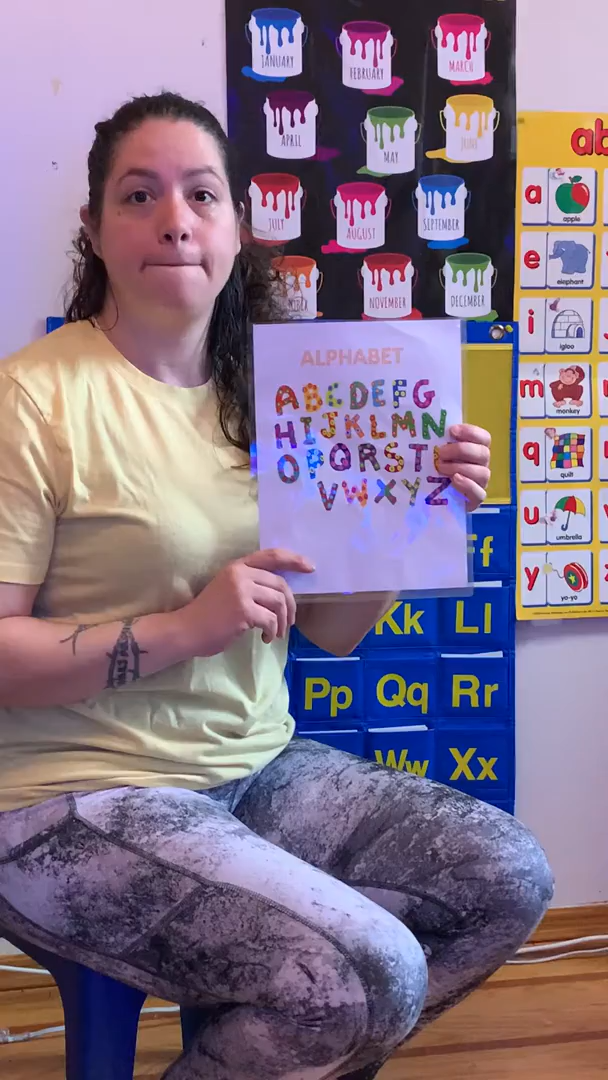 JANUARY
FEBRUARY
MARCH
APRIL
MAY
JUNE
JULY
AUGUST
SEPTEMBER
NOVEMBER
DECEMBER
ab
a
apple
e
elephant
i
igloo
m
monkey
q
quilt
u
umbrella
y
yo-yo
ALPHABET
ABCDEFG
HIJKLMN
OPQRST
VWXYZ
Ff
Kk Ll
Pp Qq Rr
Ww Xx